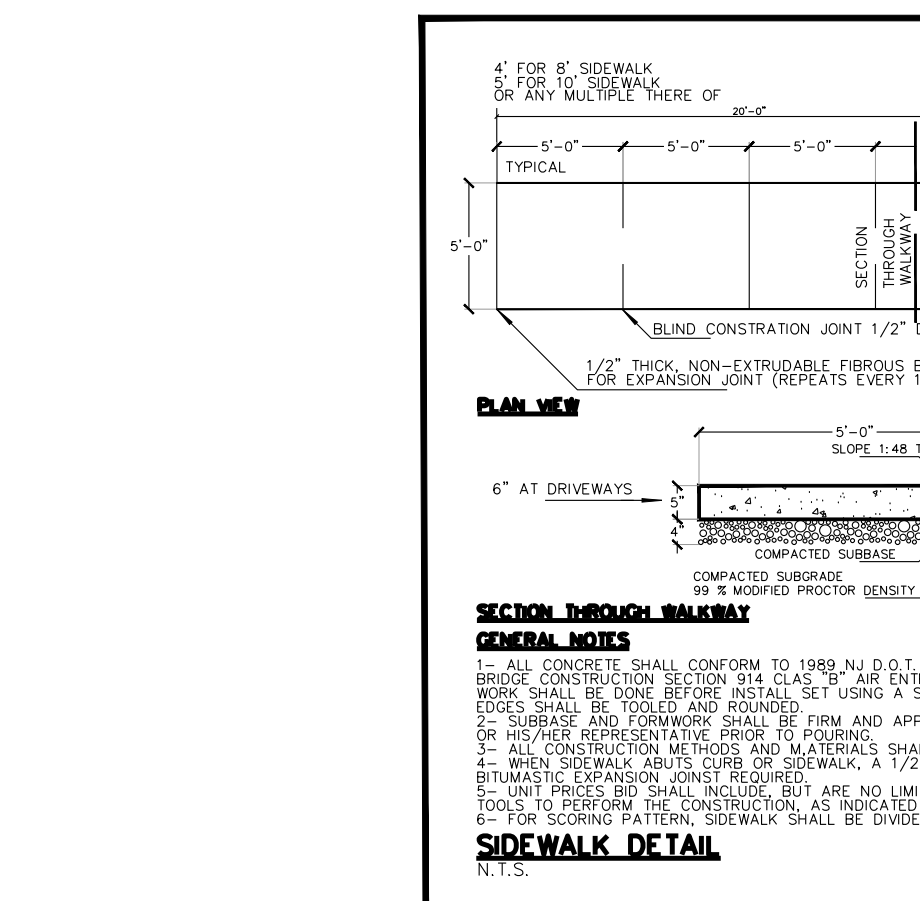 4' FOR 8' SIDEWALK
5' FOR 10' SIDEWALK
OR ANY MULTIPLE THERE OF
20'-0"
5'-0" 5'-0" 5'-0"
TYPICAL
5'-0"
SECTION
THROUGH
WALKWAY
BLIND CONSTRATION JOINT 1/2" D
1/2" THICK, NON-EXTRUDABLE FIBROUS B
FOR EXPANSION JOINT (REPEATS EVERY 1
PLAN VIEW
5'-0"
SLOPE 1:48 T
6" AT DRIVEWAYS
5"
4"
COMPACTED SUBBASE
COMPACTED SUBGRADE
99 % MODIFIED PROCTOR DENSITY
SECTION THROUGH WALKWAY
GENERAL NOTES
1- ALL CONCRETE SHALL CONFORM TO 1989 NJ D.O.T.
BRIDGE CONSTRUCTION SECTION 914 CLAS "B" AIR ENT
WORK SHALL BE DONE BEFORE INSTALL SET USING A S
EDGES SHALL BE TOOLED AND ROUNDED.
2- SUBBASE AND FORMWORK SHALL BE FIRM AND APP
OR HIS/HER REPRESENTATIVE PRIOR TO POURING.
3- ALL CONSTRUCTION METHODS AND M,ATERIALS SHA
4- WHEN SIDEWALK ABUTS CURB OR SIDEWALK, A 1/2
BITUMASTIC EXPANSION JOINST REQUIRED.
5- UNIT PRICES BID SHALL INCLUDE, BUT ARE NO LIMI
TOOLS TO PERFORM THE CONSTRUCTION, AS INDICATED
6- FOR SCORING PATTERN, SIDEWALK SHALL BE DIVIDE
SIDEWALK DETAIL
N.T.S.